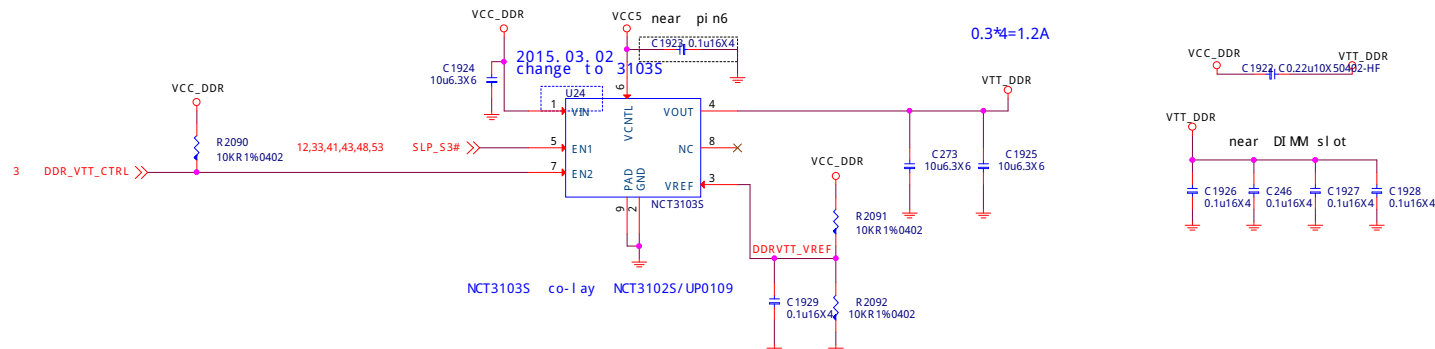 VCC_DDR
VCC5
near pin6
0.3*4=1.2A
C1923 0.1u16X4
2015.03.02
change to 3103S
C1924
10u6.3X6
VCC_DDR
VTT_DDR
C1922 C0.22u10X50402-HF
VTT_DDR
VCC_DDR
U24
6
1
VIN
VCNTL
VOUT
4
R2090
10KR1%0402
12,33,41,43,48,53
SLP_S3#
5
EN1
NC
8
3
DDR_VTT_CTRL
7
EN2
PAD
GND
VREF
3
NCT3103S
9
2
VCC_DDR
C273
10u6.3X6
C1925
10u6.3X6
VTT_DDR
near DIMM slot
C1926
0.1u16X4
C246
0.1u16X4
C1927
0.1u16X4
C1928
0.1u16X4
R2091
10KR1%0402
DDRVTT_VREF
NCT3103S co-lay NCT3102S/UP0109
C1929
0.1u16X4
R2092
10KR1%0402